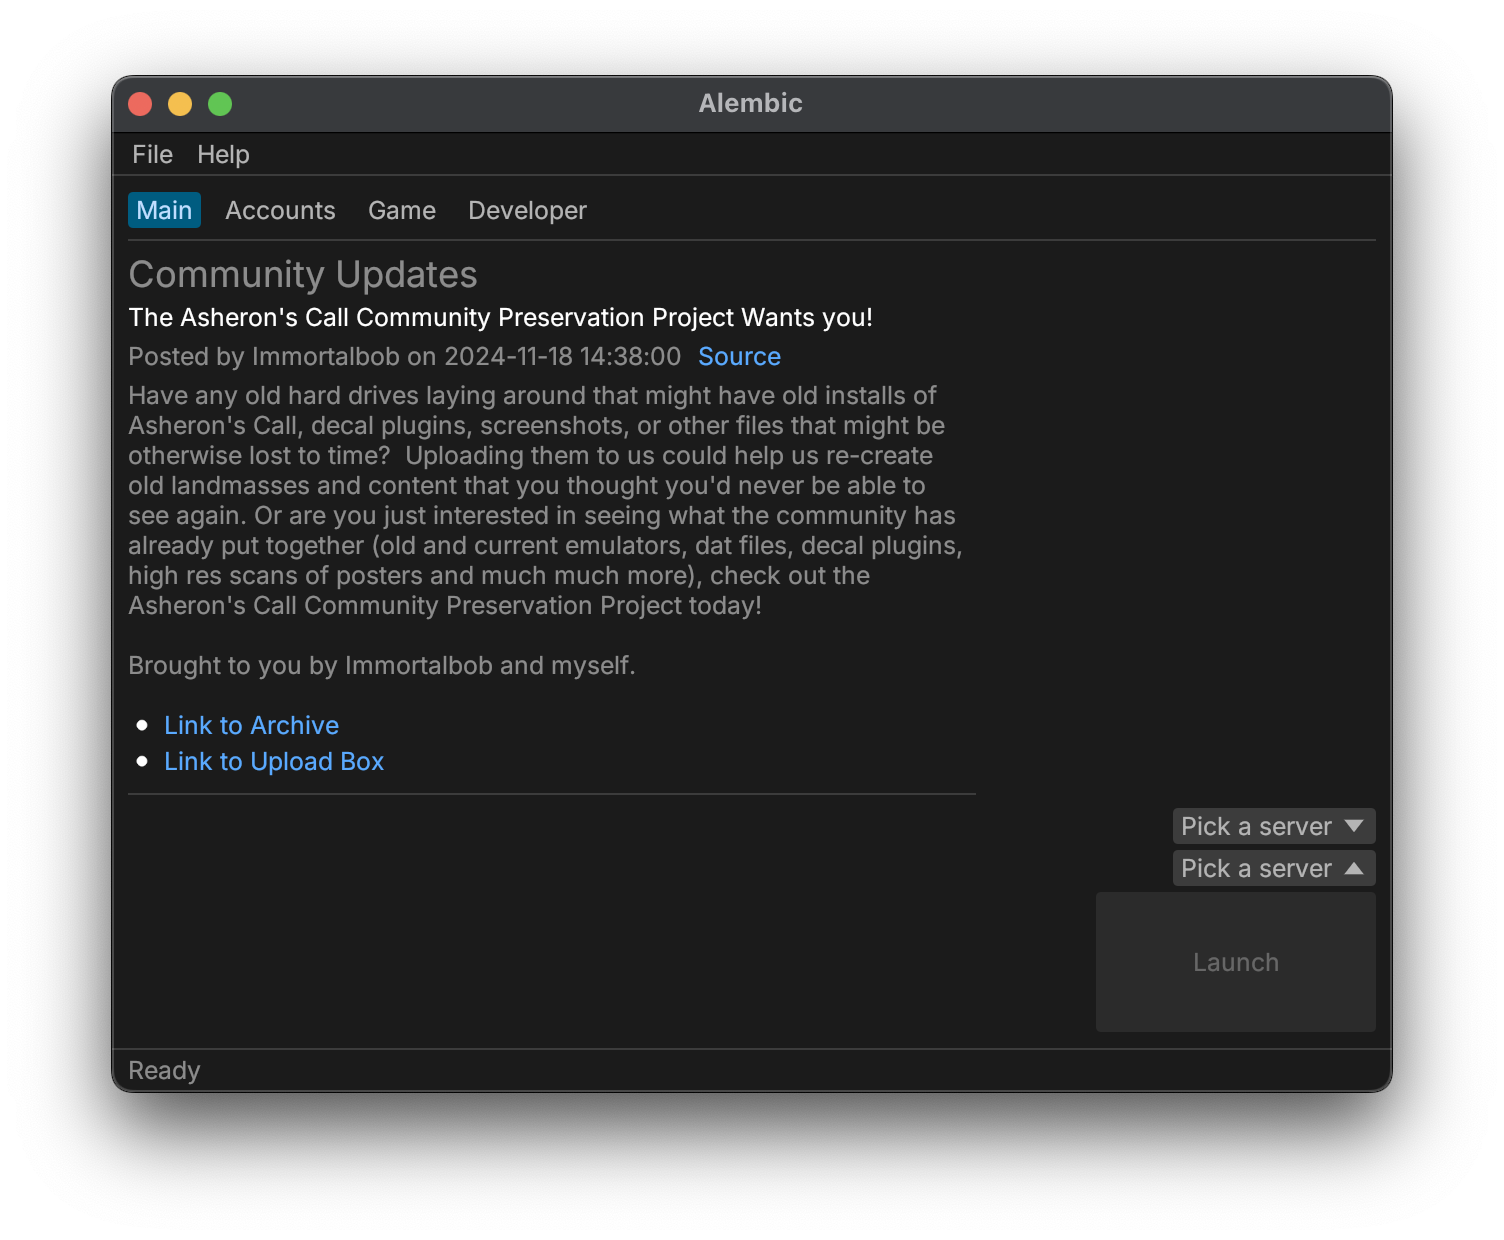 Alembic
File Help
Main Accounts Game Developer
Community Updates
The Asheron's Call Community Preservation Project Wants you!
Posted by Immortalbob on 2024-11-18 14:38:00 Source
Have any old hard drives laying around that might have old installs of
Asheron's Call, decal plugins, screenshots, or other files that might be
otherwise lost to time?  Uploading them to us could help us re-create
old landmasses and content that you thought you'd never be able to
see again. Or are you just interested in seeing what the community has
already put together (old and current emulators, dat files, decal plugins,
high res scans of posters and much much more), check out the
Asheron's Call Community Preservation Project today!
Brought to you by Immortalbob and myself.
Link to Archive
Link to Upload Box
Pick a server
Pick a server
Launch
Ready